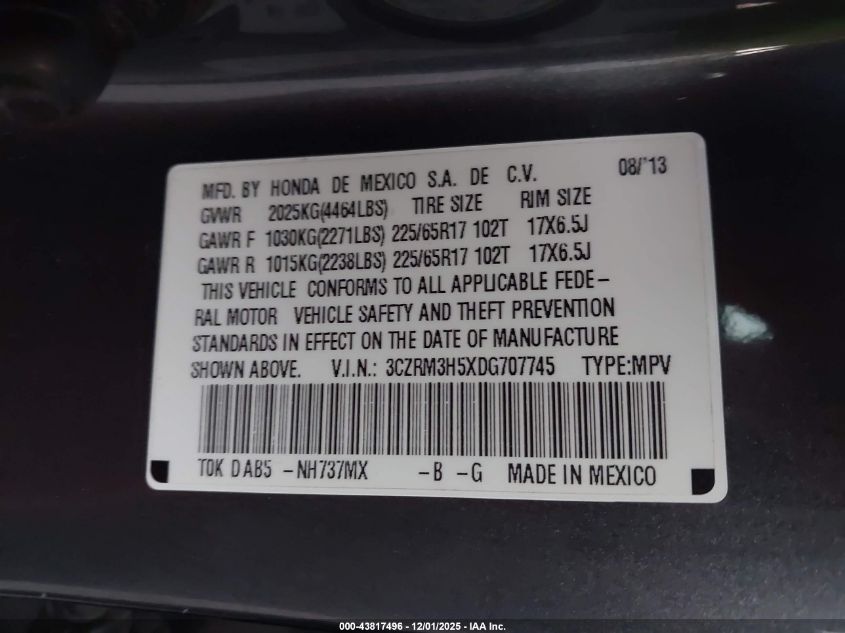 08/'13
MFD. BY HONDA DE MEXICO S.A. DE C.V.
GVWR 2025KG(4464LBS) TIRE SIZE RIM SIZE
GAWR F 1030KG(2271LBS) 225/65R17 102T 17X6.5J
GAWR R 1015KG(2238LBS) 225/65R17 102T 17X6.5J
THIS VEHICLE CONFORMS TO ALL APPLICABLE FEDE-
RAL MOTOR VEHICLE SAFETY AND THEFT PREVENTION
STANDARDS IN EFFECT ON THE DATE OF MANUFACTURE
SHOWN ABOVE. V.I.N.: 3CZRM3H5XDG707745 TYPE:MPV
T0K DAB5 -NH737MX -B -G MADE IN MEXICO
000-43817496 - 12/01/2025 - IAA Inc.